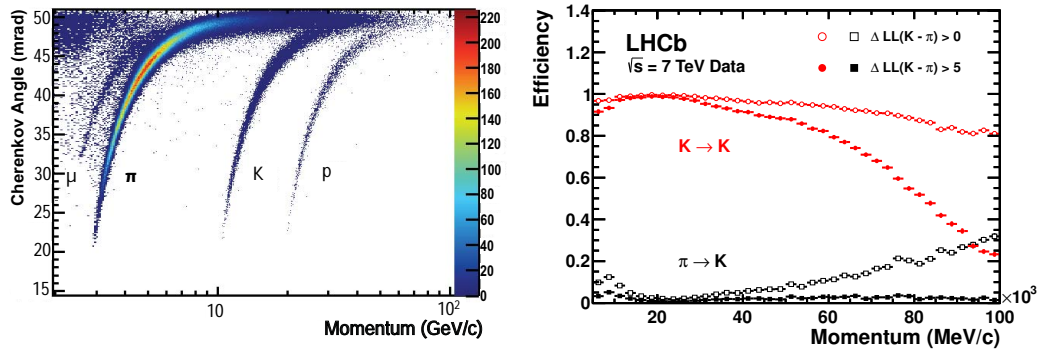 Cherenkov Angle (mrad)
50
45
40
35
30
25
20
15
μ
π
K
p
10
10²
Momentum (GeV/c)
220
200
180
160
140
120
100
80
60
40
20
0
Efficiency
1.4
1.2
1
0.8
0.6
0.4
0.2
0
LHCb
√s = 7 TeV Data
Δ LL(K - π) > 0
Δ LL(K - π) > 5
K → K
π → K
20
40
60
80
100
×10³
Momentum (MeV/c)